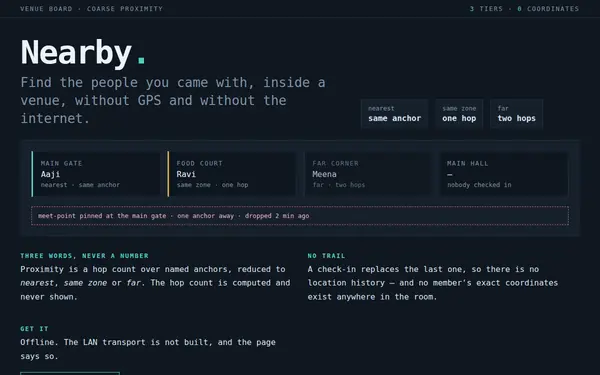 VENUE BOARD · COARSE PROXIMITY
3 TIERS · 0 COORDINATES
Nearby.
Find the people you came with, inside a
venue, without GPS and without the
internet.
nearest
same anchor
same zone
one hop
far
two hops
MAIN GATE
Aaji
nearest · same anchor
FOOD COURT
Ravi
same zone · one hop
FAR CORNER
Meena
far · two hops
MAIN HALL
—
nobody checked in
meet-point pinned at the main gate · one anchor away · dropped 2 min ago
THREE WORDS, NEVER A NUMBER
Proximity is a hop count over named anchors, reduced to
nearest, same zone or far. The hop count is computed and
never shown.
NO TRAIL
A check-in replaces the last one, so there is no
location history — and no member's exact coordinates
exist anywhere in the room.
GET IT
Offline. The LAN transport is not built, and the page
says so.